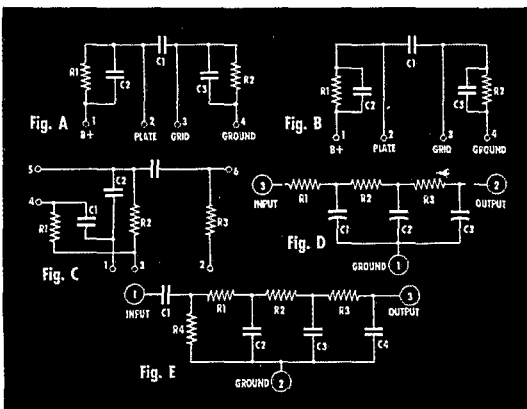 C1
R1
C2
C3
R2
1
2
3
4
B+
PLATE
GRID
GROUND
Fig. A
C1
R1
C2
C3
R2
1
2
3
4
B+
PLATE
GRID
GROUND
Fig. B
5
6
C2
4
R1
C1
R2
R3
1
3
2
Fig. C
3
INPUT
R1
R2
R3
2
OUTPUT
C1
C2
C3
Fig. D
GROUND
1
1
INPUT
C1
R1
R2
R3
3
OUTPUT
R4
C2
C3
C4
Fig. E
GROUND
2